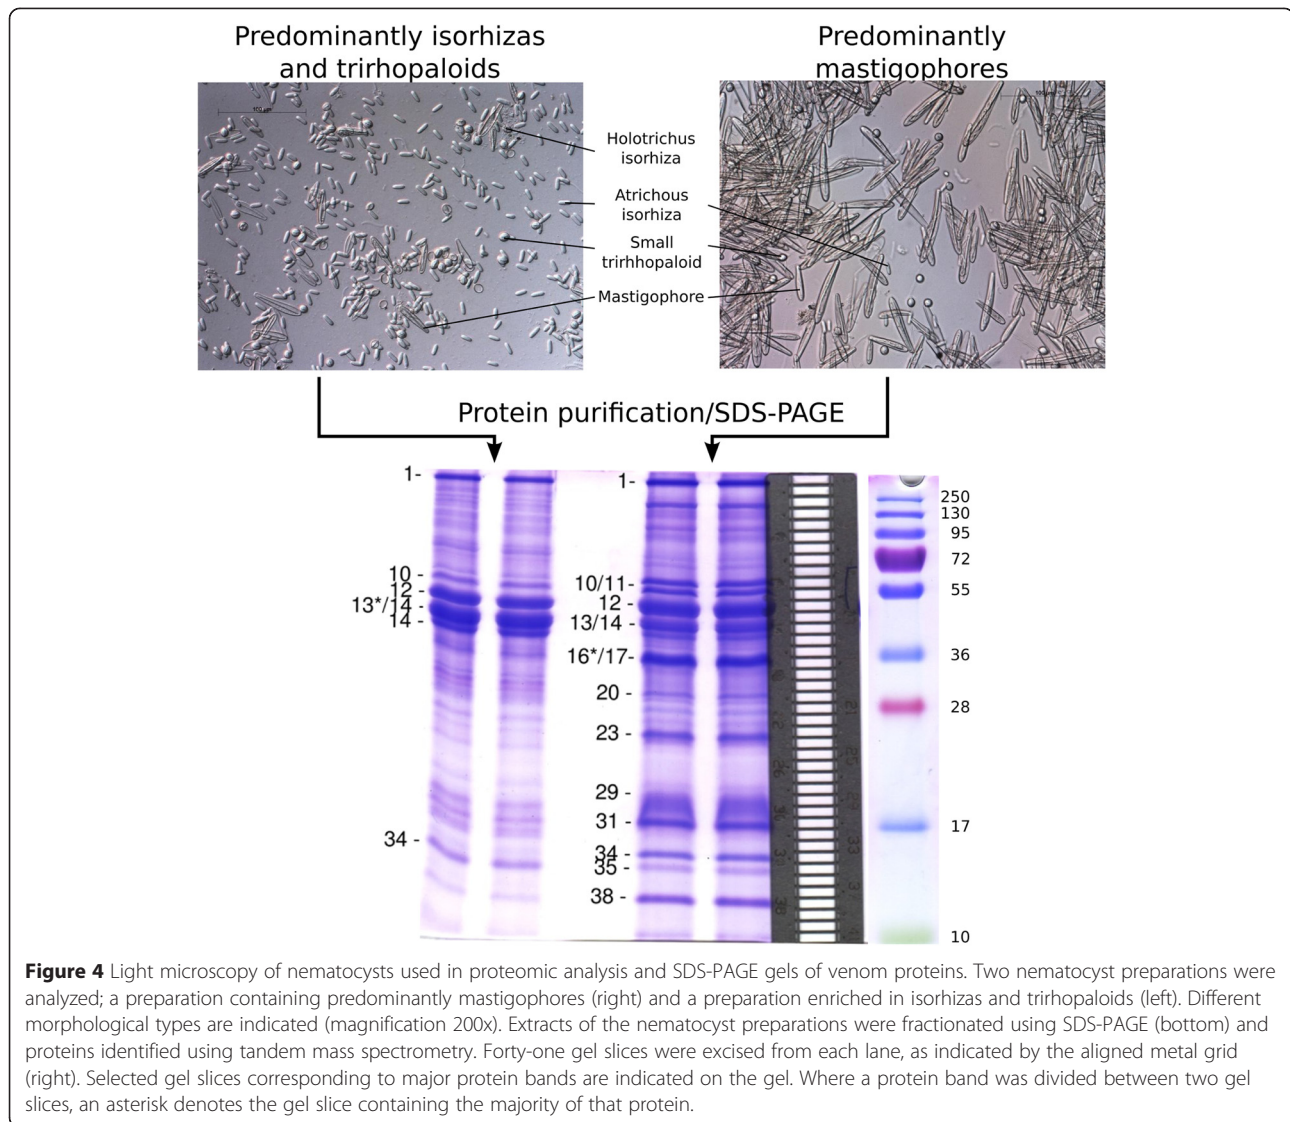 Predominantly isorhizas
and trirhopaloids
Predominantly
mastigophores
100 µm
Holotrichus
isorhiza
Atrichous
isorhiza
Small
trirhhopaloid
Mastigophore
Protein purification/SDS-PAGE
1-
10 -
12 -
13*/14 -
14 -
34 -
1-
10/11-
12 -
13/14 -
16*/17-
20 -
23 -
29 -
31 -
34 -
35 -
38 -
250
130
95
72
55
36
28
17
10
Figure 4 Light microscopy of nematocysts used in proteomic analysis and SDS-PAGE gels of venom proteins. Two nematocyst preparations were
analyzed; a preparation containing predominantly mastigophores (right) and a preparation enriched in isorhizas and trirhopaloids (left). Different
morphological types are indicated (magnification 200x). Extracts of the nematocyst preparations were fractionated using SDS-PAGE (bottom) and
proteins identified using tandem mass spectrometry. Forty-one gel slices were excised from each lane, as indicated by the aligned metal grid
(right). Selected gel slices corresponding to major protein bands are indicated on the gel. Where a protein band was divided between two gel
slices, an asterisk denotes the gel slice containing the majority of that protein.